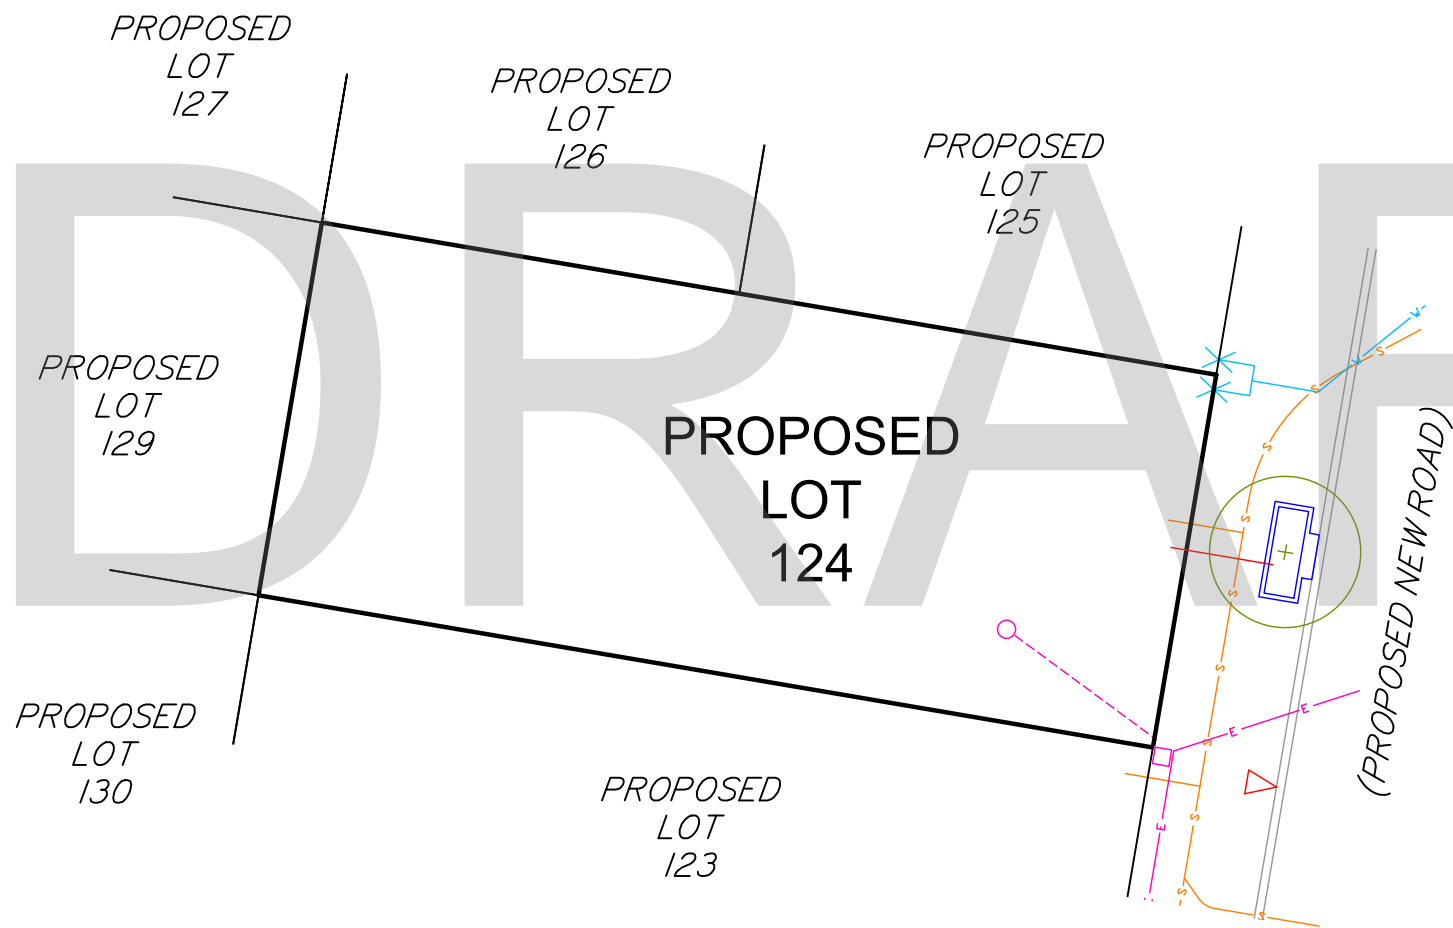 PROPOSED
LOT
127
PROPOSED
LOT
126
PROPOSED
LOT
125
DRAF
PROPOSED
LOT
129
PROPOSED
LOT
124
(PROPOSED NEW ROAD)
PROPOSED
LOT
130
PROPOSED
LOT
123
W
W
S
S
S
S
S
S
S
S
S
S
E
E
E